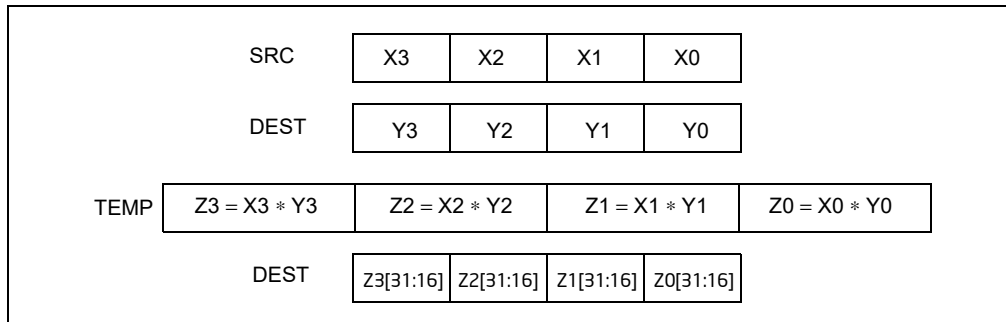 SRC X3 X2 X1 X0
DEST Y3 Y2 Y1 Y0
TEMP Z3 = X3 ∗ Y3 Z2 = X2 ∗ Y2 Z1 = X1 ∗ Y1 Z0 = X0 ∗ Y0
DEST Z3[31:16] Z2[31:16] Z1[31:16] Z0[31:16]